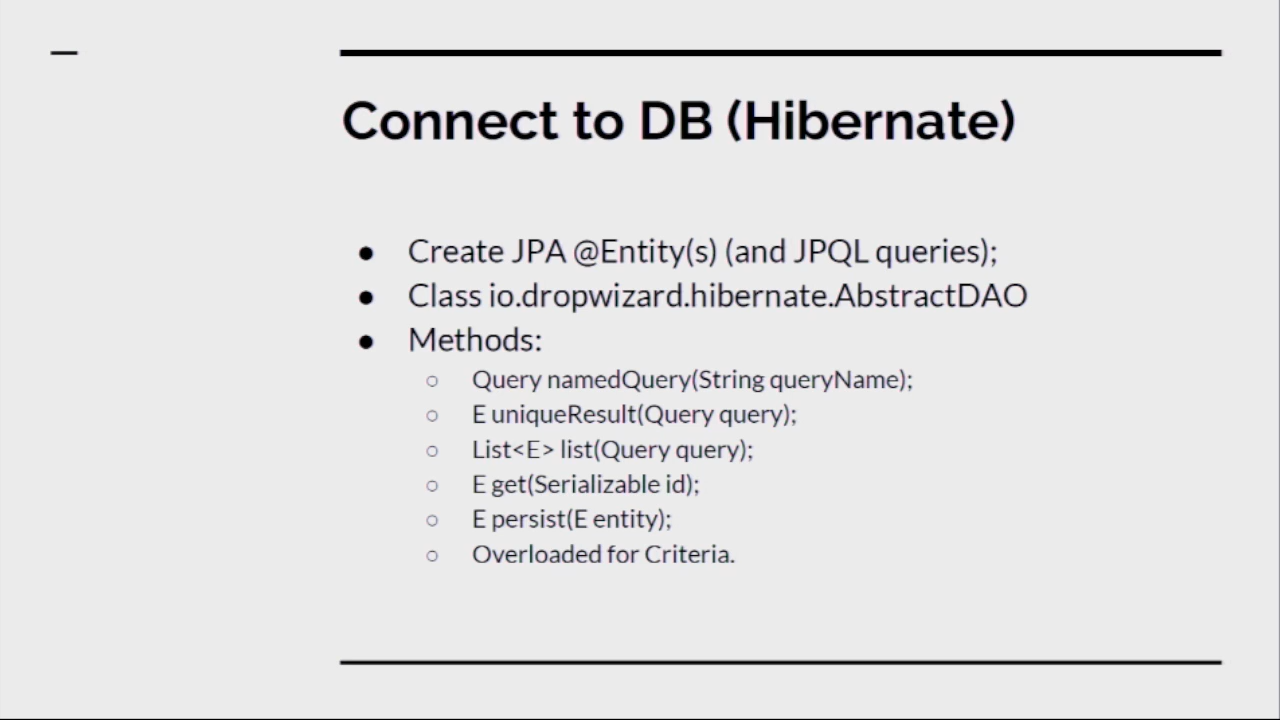 Connect to DB (Hibernate)
● Create JPA @Entity(s) (and JPQL queries);
● Class io.dropwizard.hibernate.AbstractDAO
● Methods:
○ Query namedQuery(String queryName);
○ E uniqueResult(Query query);
○ List<E> list(Query query);
○ E get(Serializable id);
○ E persist(E entity);
○ Overloaded for Criteria.